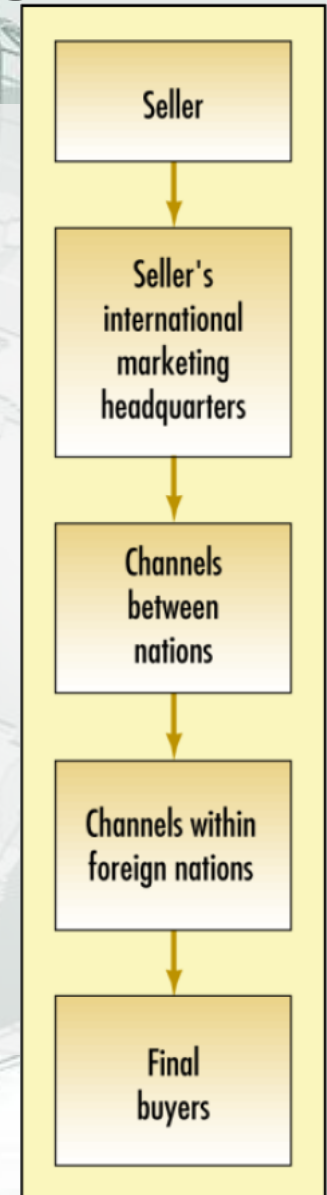 Seller
Seller's
international
marketing
headquarters
Channels
between
nations
Channels within
foreign nations
Final
buyers